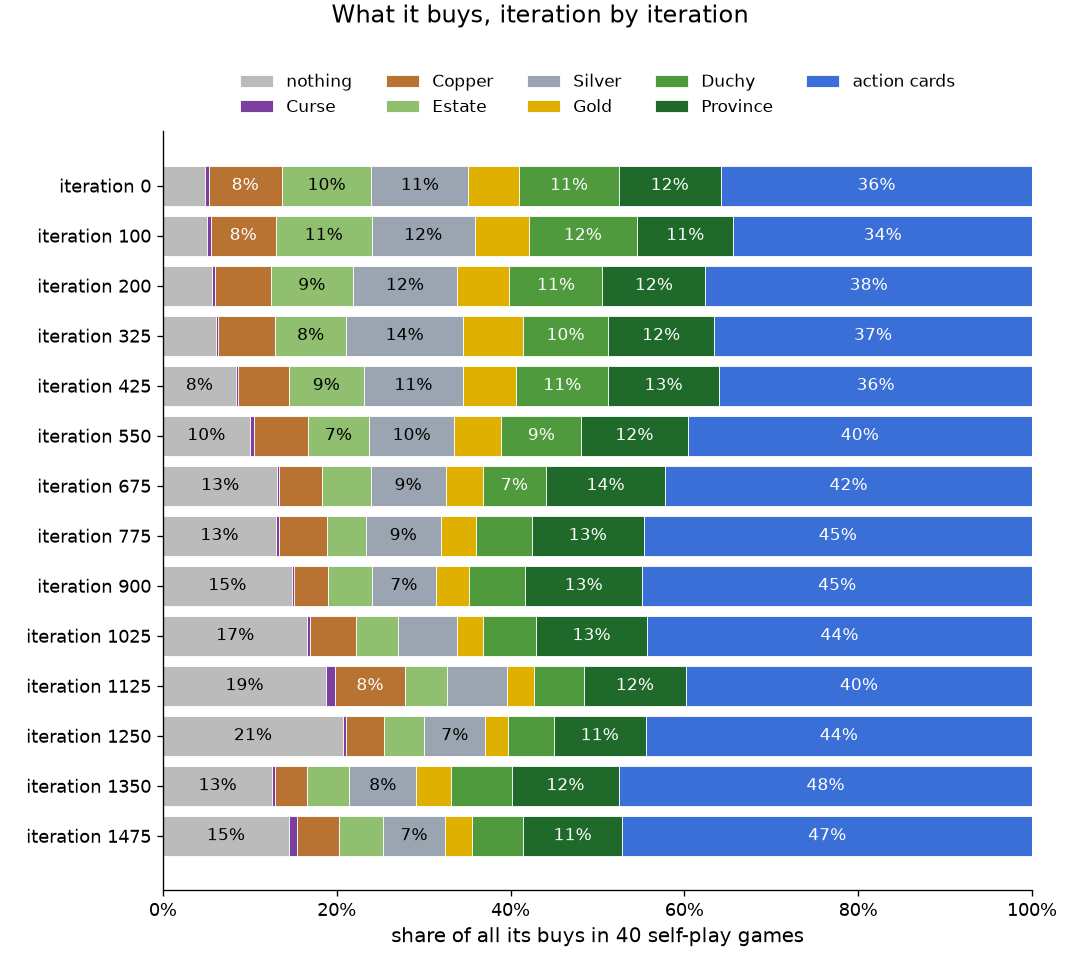 What it buys, iteration by iteration
nothing Copper Silver Duchy action cards
Curse Estate Gold Province
iteration 0 8% 10% 11% 11% 12% 36%
iteration 100 8% 11% 12% 12% 11% 34%
iteration 200 9% 12% 11% 12% 38%
iteration 325 8% 14% 10% 12% 37%
iteration 425 8% 9% 11% 11% 13% 36%
iteration 550 10% 7% 10% 9% 12% 40%
iteration 675 13% 9% 7% 14% 42%
iteration 775 13% 9% 13% 45%
iteration 900 15% 7% 13% 45%
iteration 1025 17% 13% 44%
iteration 1125 19% 8% 12% 40%
iteration 1250 21% 7% 11% 44%
iteration 1350 13% 8% 12% 48%
iteration 1475 15% 7% 11% 47%
0% 20% 40% 60% 80% 100%
share of all its buys in 40 self-play games